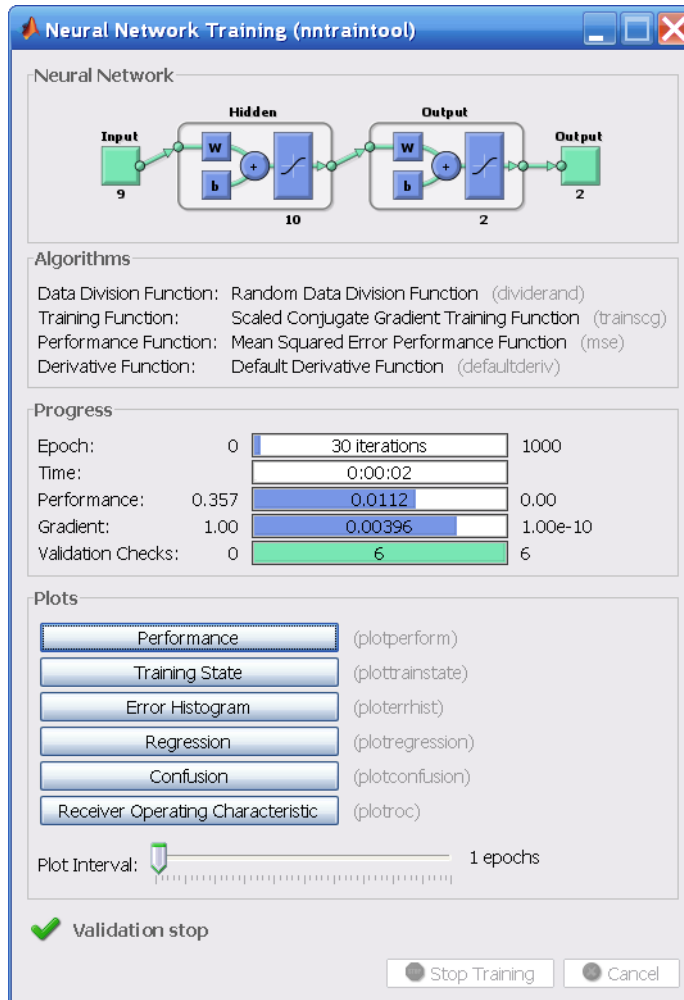 Neural Network Training (nntraintool)
Neural Network
Hidden Output
Input Output
W W
+ +
b b
9 10 2 2
Algorithms
Data Division Function: Random Data Division Function (dividerand)
Training Function: Scaled Conjugate Gradient Training Function (trainscg)
Performance Function: Mean Squared Error Performance Function (mse)
Derivative Function: Default Derivative Function (defaultderiv)
Progress
Epoch: 0 30 iterations 1000
Time: 0:00:02
Performance: 0.357 0.0112 0.00
Gradient: 1.00 0.00396 1.00e-10
Validation Checks: 0 6 6
Plots
Performance (plotperform)
Training State (plottrainstate)
Error Histogram (ploterrhist)
Regression (plotregression)
Confusion (plotconfusion)
Receiver Operating Characteristic (plotroc)
Plot Interval: 1 epochs
Validation stop
Stop Training Cancel